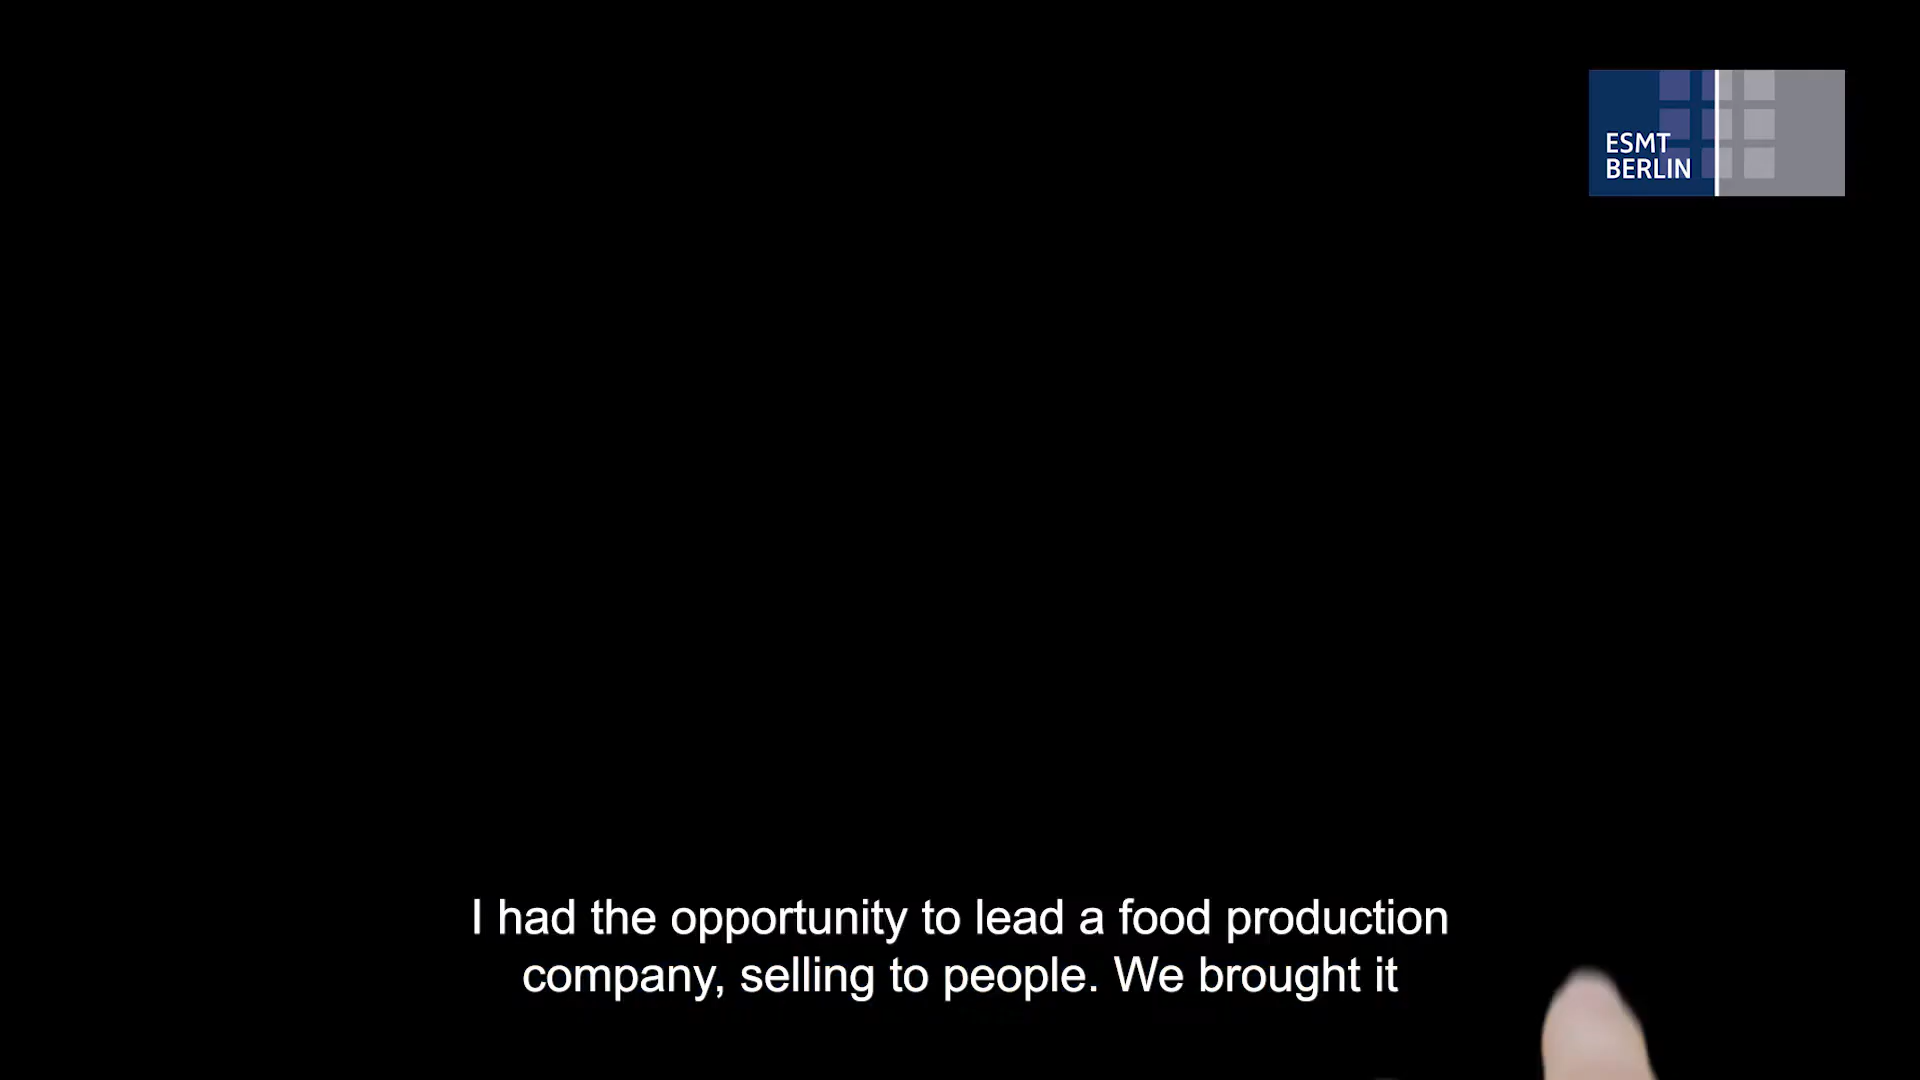 ESMT
BERLIN
I had the opportunity to lead a food production
company, selling to people. We brought it